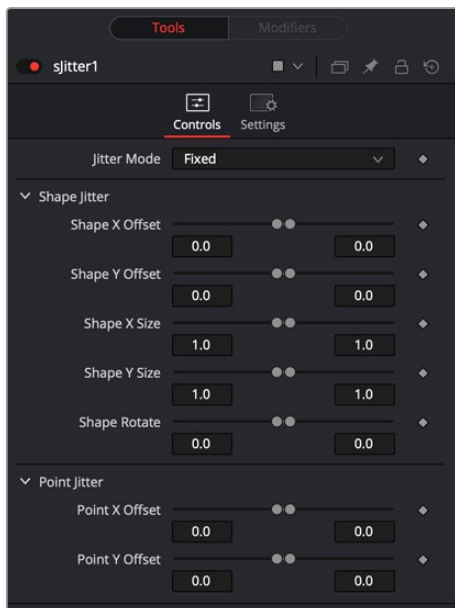 Tools Modifiers
sJitter1
Controls Settings
Jitter Mode Fixed
Shape Jitter
Shape X Offset
0.0 0.0
Shape Y Offset
0.0 0.0
Shape X Size
1.0 1.0
Shape Y Size
1.0 1.0
Shape Rotate
0.0 0.0
Point Jitter
Point X Offset
0.0 0.0
Point Y Offset
0.0 0.0